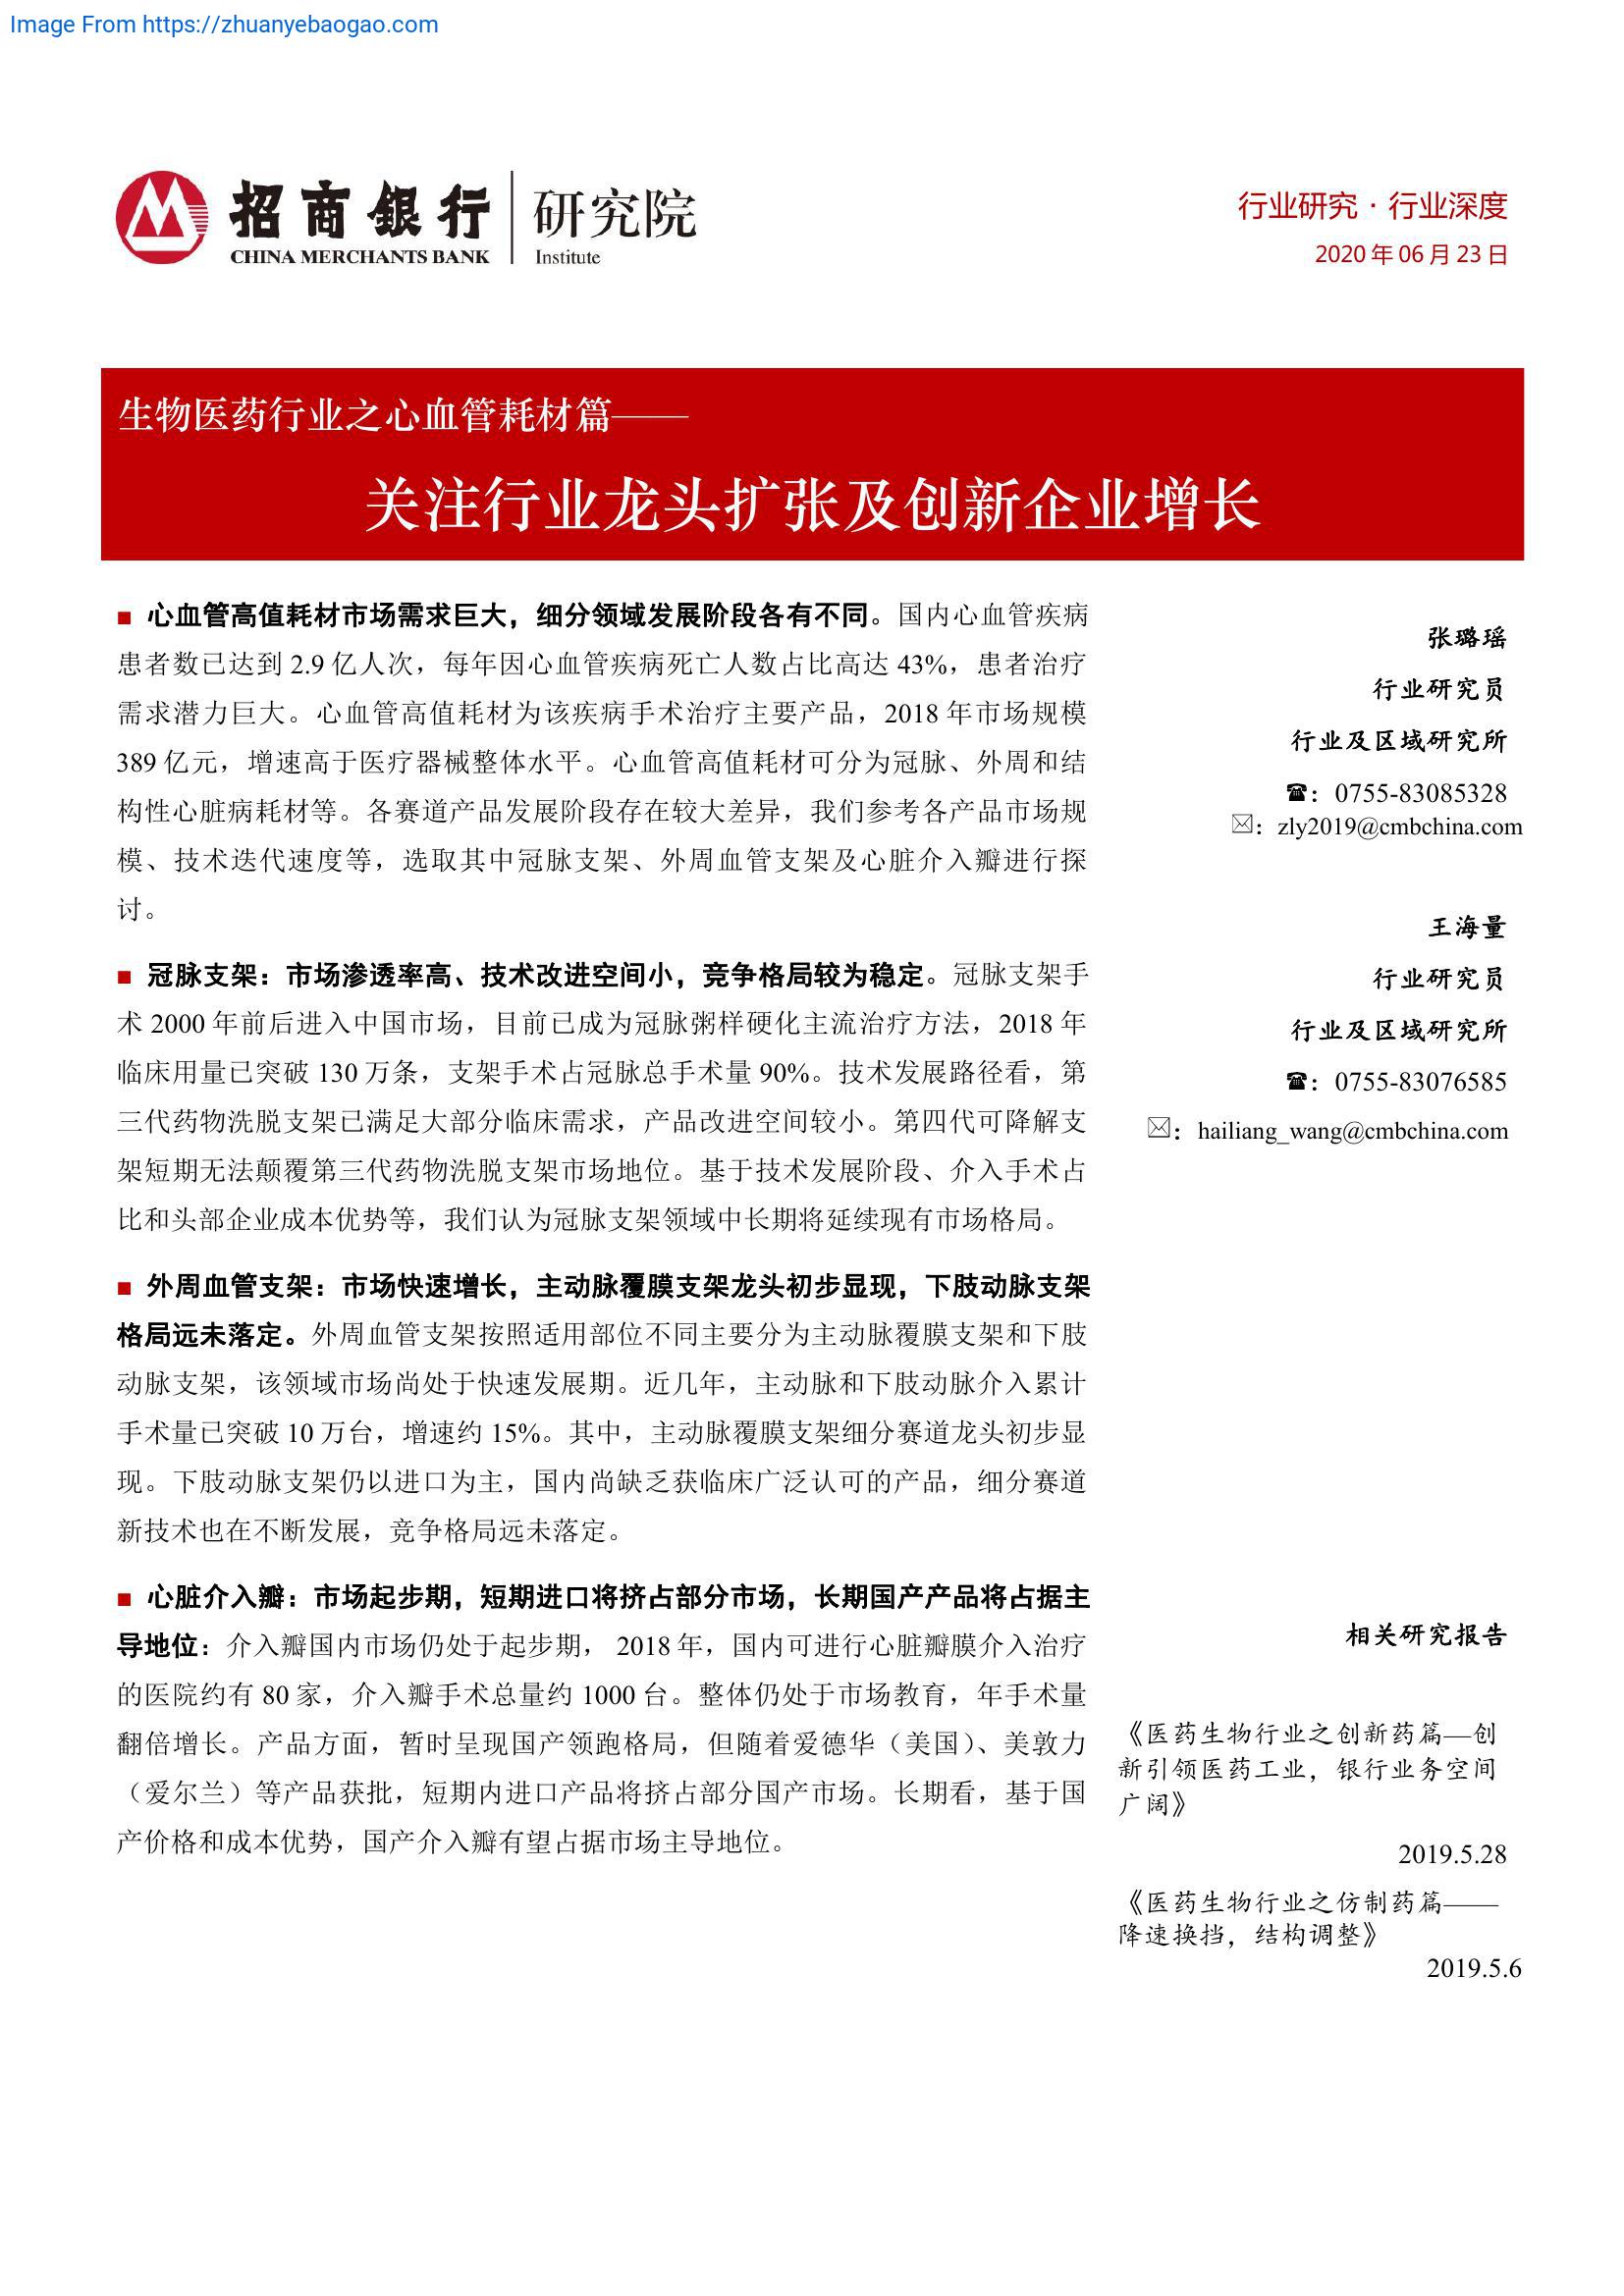 Image From https://zhuanyebaogao.com
招商银行
CHINA MERCHANTS BANK
研究院
Institute
行业研究·行业深度
2020 年 06 月 23 日
生物医药行业之心血管耗材篇——
关注行业龙头扩张及创新企业增长
■ 心血管高值耗材市场需求巨大，细分领域发展阶段各有不同。国内心血管疾病
患者数已达到 2.9 亿人次，每年因心血管疾病死亡人数占比高达 43%，患者治疗
需求潜力巨大。心血管高值耗材为该疾病手术治疗主要产品，2018 年市场规模
389 亿元，增速高于医疗器械整体水平。心血管高值耗材可分为冠脉、外周和结
构性心脏病耗材等。各赛道产品发展阶段存在较大差异，我们参考各产品市场规
模、技术迭代速度等，选取其中冠脉支架、外周血管支架及心脏介入瓣进行探
讨。
■ 冠脉支架：市场渗透率高、技术改进空间小，竞争格局较为稳定。冠脉支架手
术 2000 年前后进入中国市场，目前已成为冠脉粥样硬化主流治疗方法，2018 年
临床用量已突破 130 万条，支架手术占冠脉总手术量 90%。技术发展路径看，第
三代药物洗脱支架已满足大部分临床需求，产品改进空间较小。第四代可降解支
架短期无法颠覆第三代药物洗脱支架市场地位。基于技术发展阶段、介入手术占
比和头部企业成本优势等，我们认为冠脉支架领域中长期将延续现有市场格局。
■ 外周血管支架：市场快速增长，主动脉覆膜支架龙头初步显现，下肢动脉支架
格局远未落定。外周血管支架按照适用部位不同主要分为主动脉覆膜支架和下肢
动脉支架，该领域市场尚处于快速发展期。近几年，主动脉和下肢动脉介入累计
手术量已突破 10 万台，增速约 15%。其中，主动脉覆膜支架细分赛道龙头初步显
现。下肢动脉支架仍以进口为主，国内尚缺乏获临床广泛认可的产品，细分赛道
新技术也在不断发展，竞争格局远未落定。
■ 心脏介入瓣：市场起步期，短期进口将挤占部分市场，长期国产产品将占据主
导地位：介入瓣国内市场仍处于起步期， 2018 年，国内可进行心脏瓣膜介入治疗
的医院约有 80 家，介入瓣手术总量约 1000 台。整体仍处于市场教育，年手术量
翻倍增长。产品方面，暂时呈现国产领跑格局，但随着爱德华（美国）、美敦力
（爱尔兰）等产品获批，短期内进口产品将挤占部分国产市场。长期看，基于国
产价格和成本优势，国产介入瓣有望占据市场主导地位。
张璐瑶
行业研究员
行业及区域研究所
☎：0755-83085328
✉：zly2019@cmbchina.com
王海量
行业研究员
行业及区域研究所
☎：0755-83076585
✉：hailiang_wang@cmbchina.com
相关研究报告
《医药生物行业之创新药篇—创
新引领医药工业，银行业务空间
广阔》
2019.5.28
《医药生物行业之仿制药篇——
降速换挡，结构调整》
2019.5.6